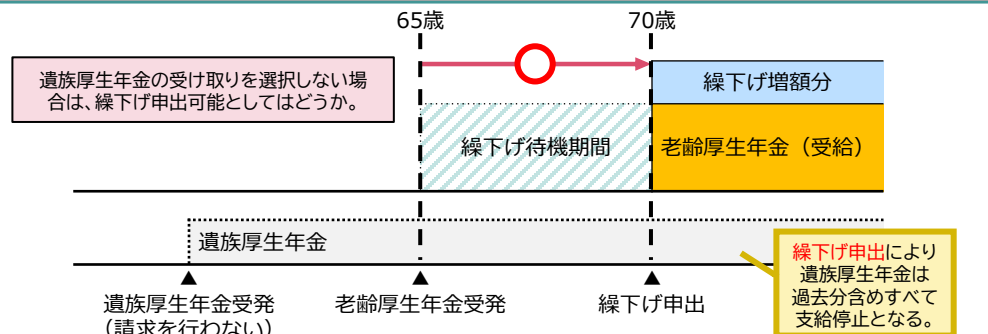 65歳
70歳
遺族厚生年金の受け取りを選択しない場
合は、繰下げ申出可能としてはどうか。
繰下げ増額分
繰下げ待機期間
老齢厚生年金（受給）
遺族厚生年金
繰下げ申出により
遺族厚生年金は
過去分含めすべて
支給停止となる。
▲
▲
▲
遺族厚生年金受発
（請求を行わない）
老齢厚生年金受発
繰下げ申出